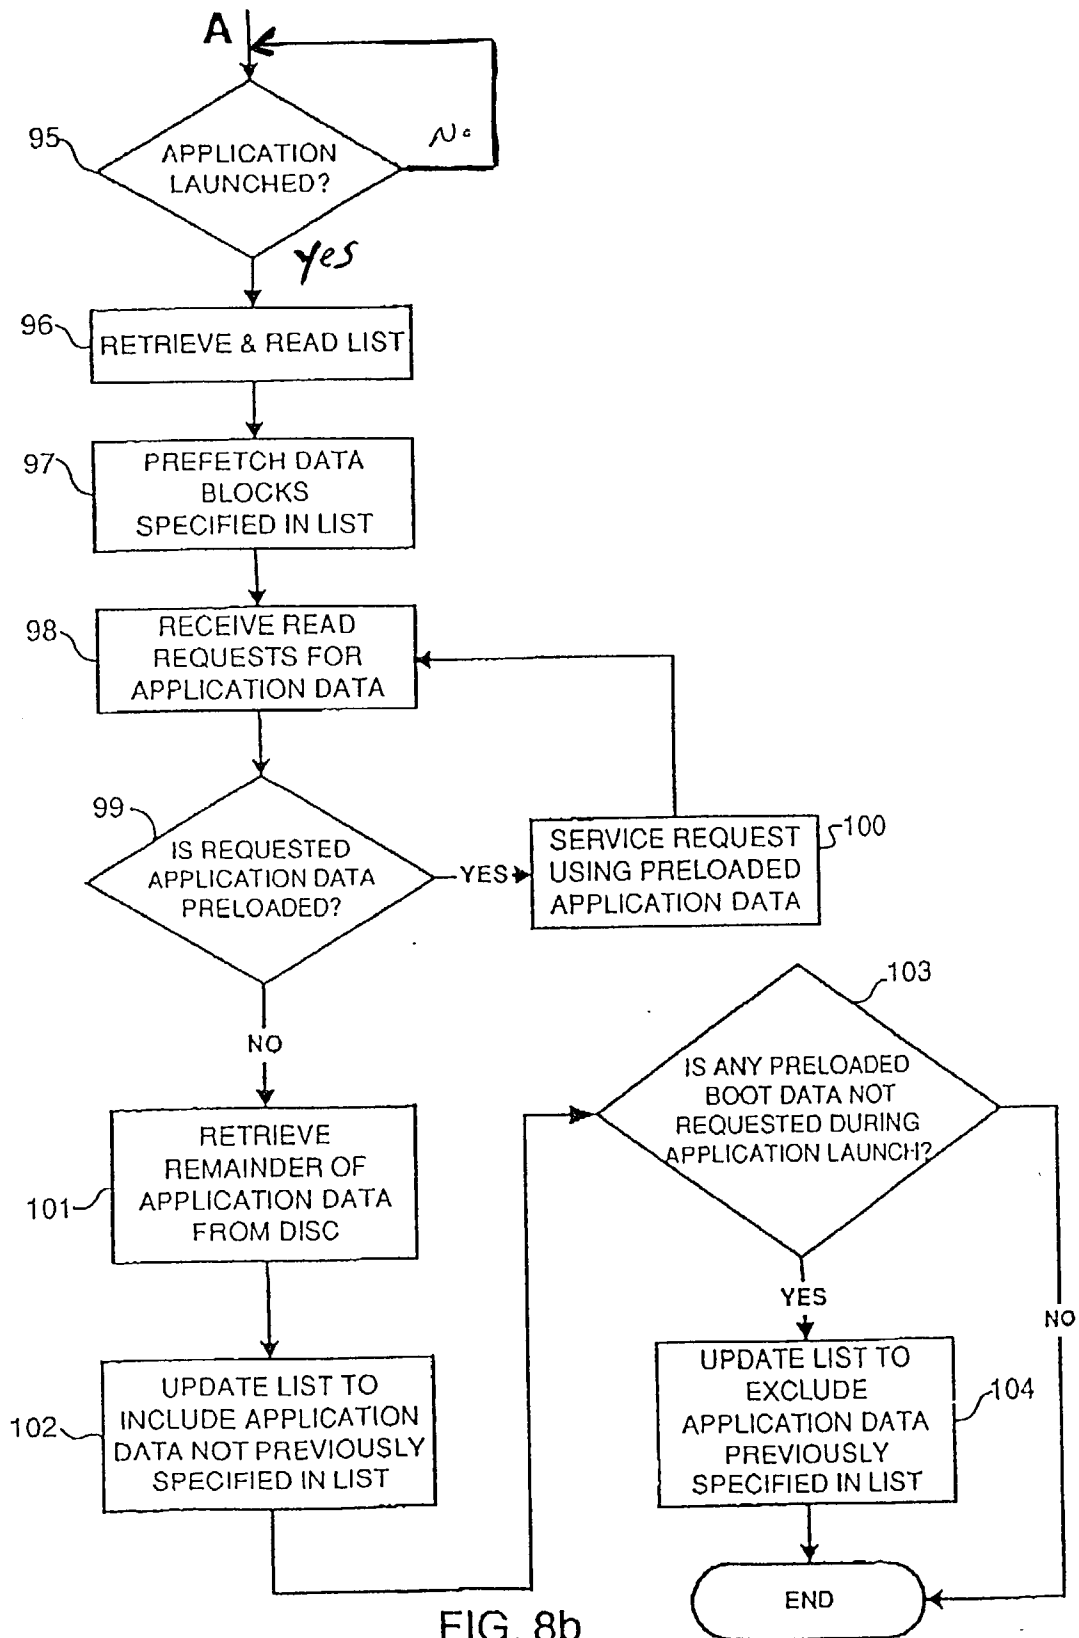 A
95
APPLICATION
LAUNCHED?
No
Yes
96
RETRIEVE & READ LIST
97
PREFETCH DATA
BLOCKS
SPECIFIED IN LIST
98
RECEIVE READ
REQUESTS FOR
APPLICATION DATA
99
IS REQUESTED
APPLICATION DATA
PRELOADED?
YES
SERVICE REQUEST
USING PRELOADED
APPLICATION DATA
100
NO
101
RETRIEVE
REMAINDER OF
APPLICATION DATA
FROM DISC
102
UPDATE LIST TO
INCLUDE APPLICATION
DATA NOT PREVIOUSLY
SPECIFIED IN LIST
103
IS ANY PRELOADED
BOOT DATA NOT
REQUESTED DURING
APPLICATION LAUNCH?
YES
NO
UPDATE LIST TO
EXCLUDE
APPLICATION DATA
PREVIOUSLY
SPECIFIED IN LIST
104
END
FIG. 8b